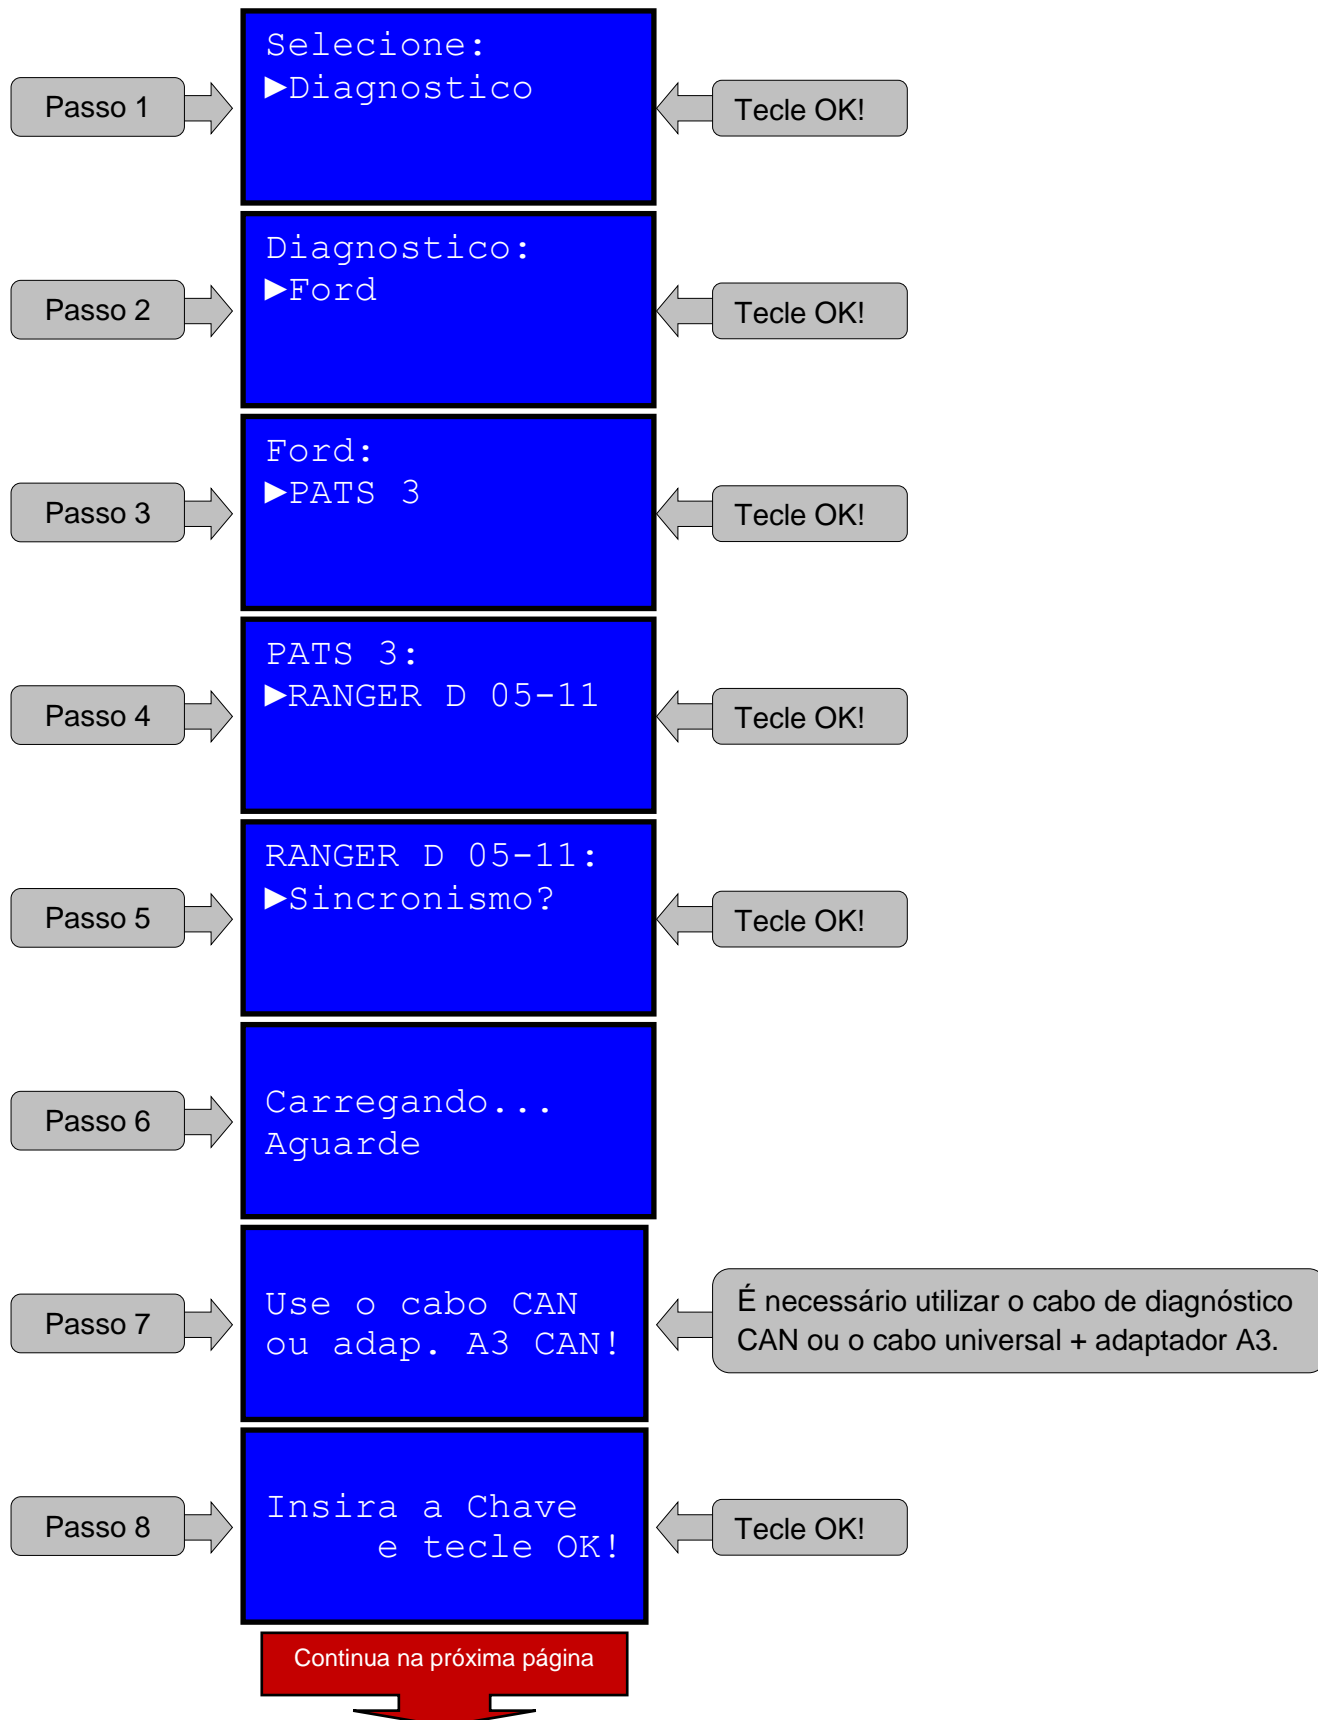 Selecione:
►Diagnostico
Passo 1
Tecle OK!
Diagnostico:
►Ford
Passo 2
Tecle OK!
Ford:
►PATS 3
Passo 3
Tecle OK!
PATS 3:
►RANGER D 05-11
Passo 4
Tecle OK!
RANGER D 05-11:
►Sincronismo?
Passo 5
Tecle OK!
Passo 6
Carregando...
Aguarde
Passo 7
Use o cabo CAN
ou adap. A3 CAN!
É necessário utilizar o cabo de diagnóstico
CAN ou o cabo universal + adaptador A3.
Passo 8
Insira a Chave
e tecle OK!
Tecle OK!
Continua na próxima página